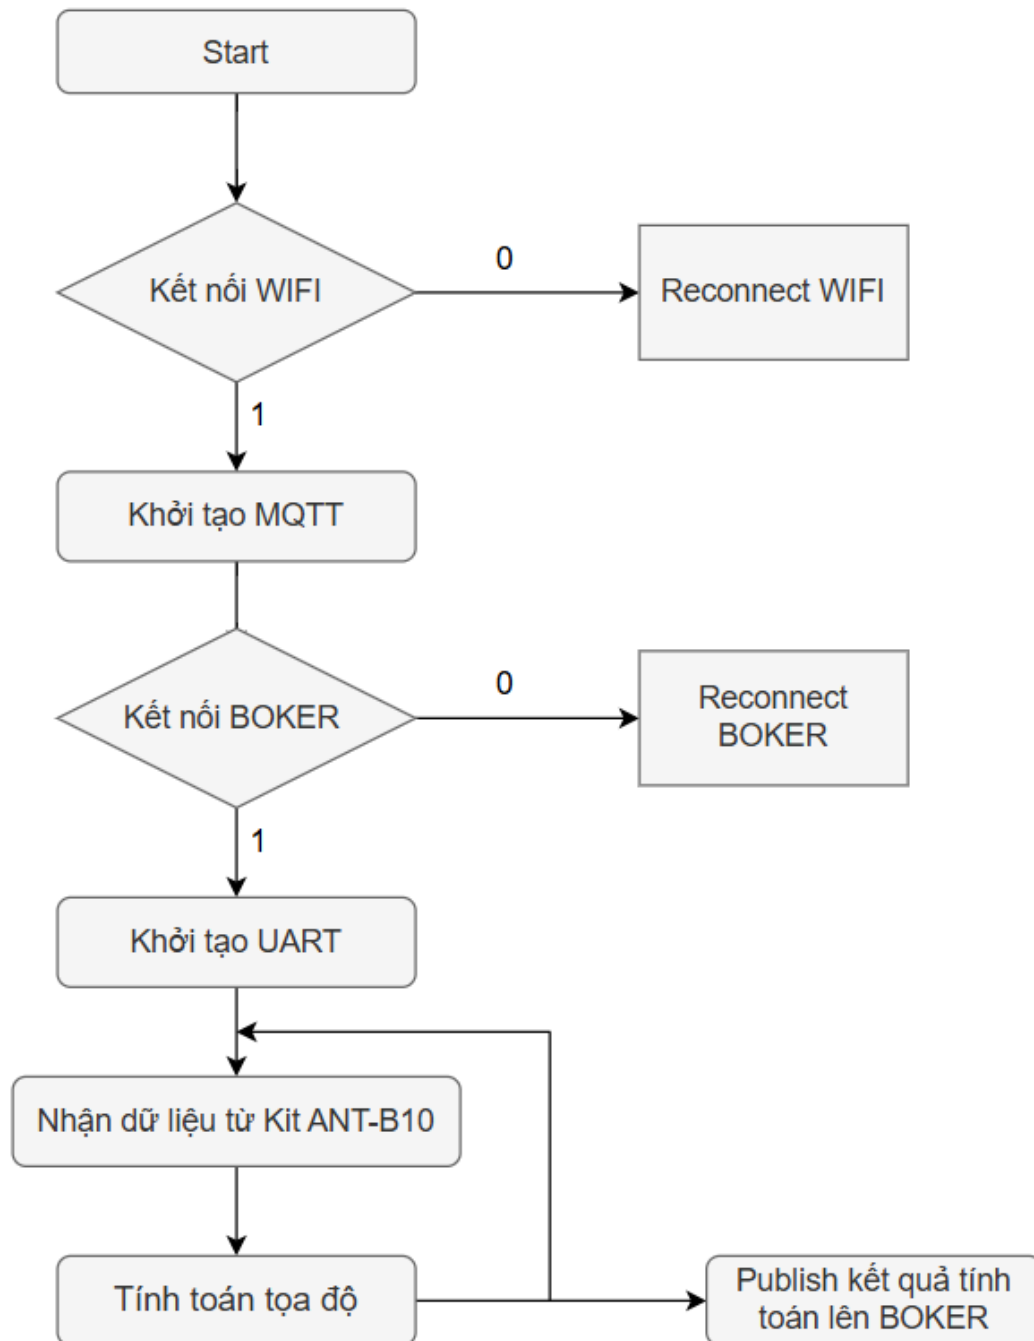 Start
Kết nối WIFI
0
Reconnect WIFI
1
Khởi tạo MQTT
Kết nối BOKER
0
Reconnect
BOKER
1
Khởi tạo UART
Nhận dữ liệu từ Kit ANT-B10
Tính toán tọa độ
Publish kết quả tính
toán lên BOKER